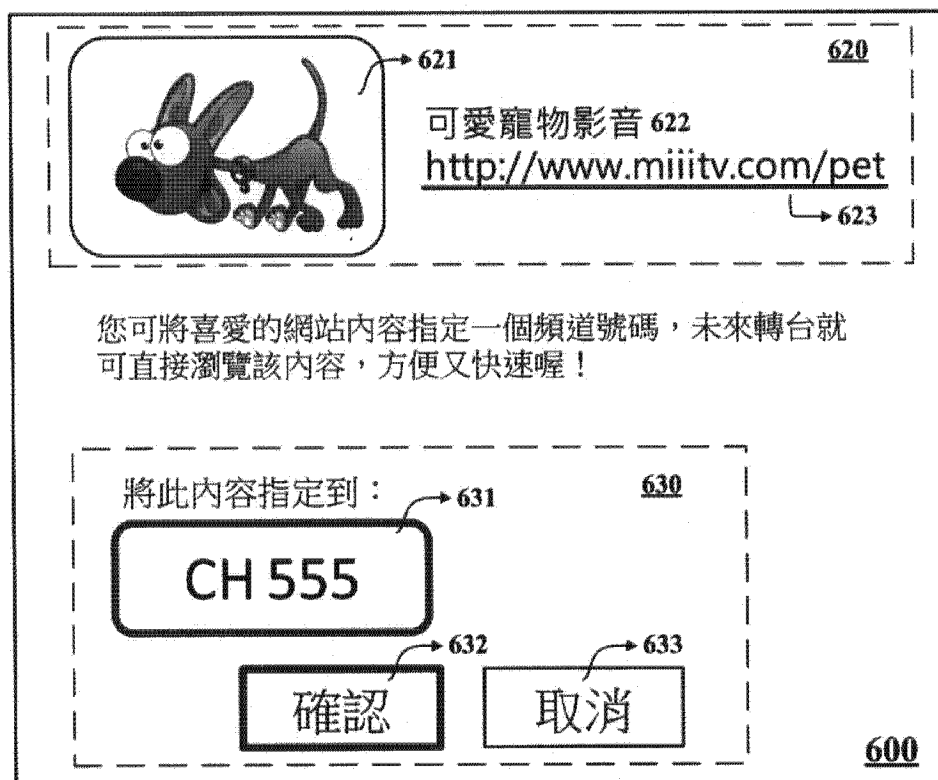 621
620
可愛寵物影音 622
http://www.miiitv.com/pet
623
您可將喜愛的網站內容指定一個頻道號碼，未來轉台就
可直接瀏覽該內容，方便又快速喔！
將此內容指定到：
631
630
CH 555
632
633
確認
取消
600